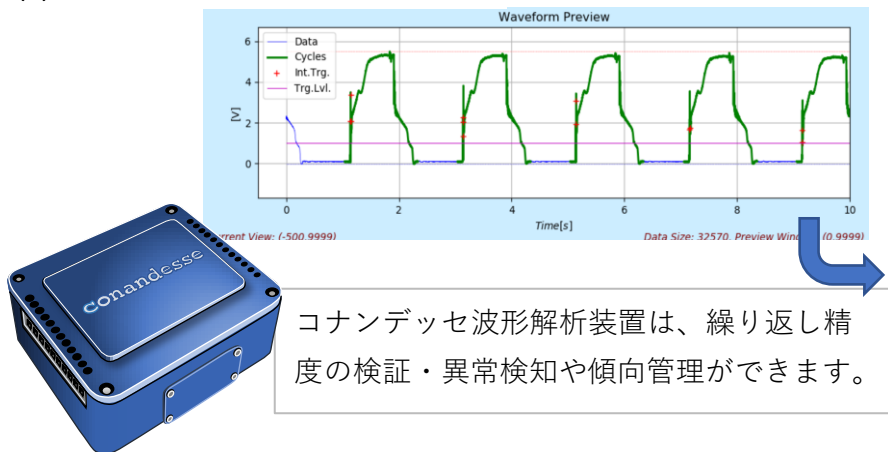 Waveform Preview
Data
Cycles
Int.Trg.
Trg.Lvl.
[V]
6
4
2
0
0 2 4 6 8 10
Time[s]
rrent View: (-500,9999)
Data Size: 32570, Preview Win (0,9999)
conandesse
コナンデッセ波形解析装置は、繰り返し精
度の検証・異常検知や傾向管理ができます。